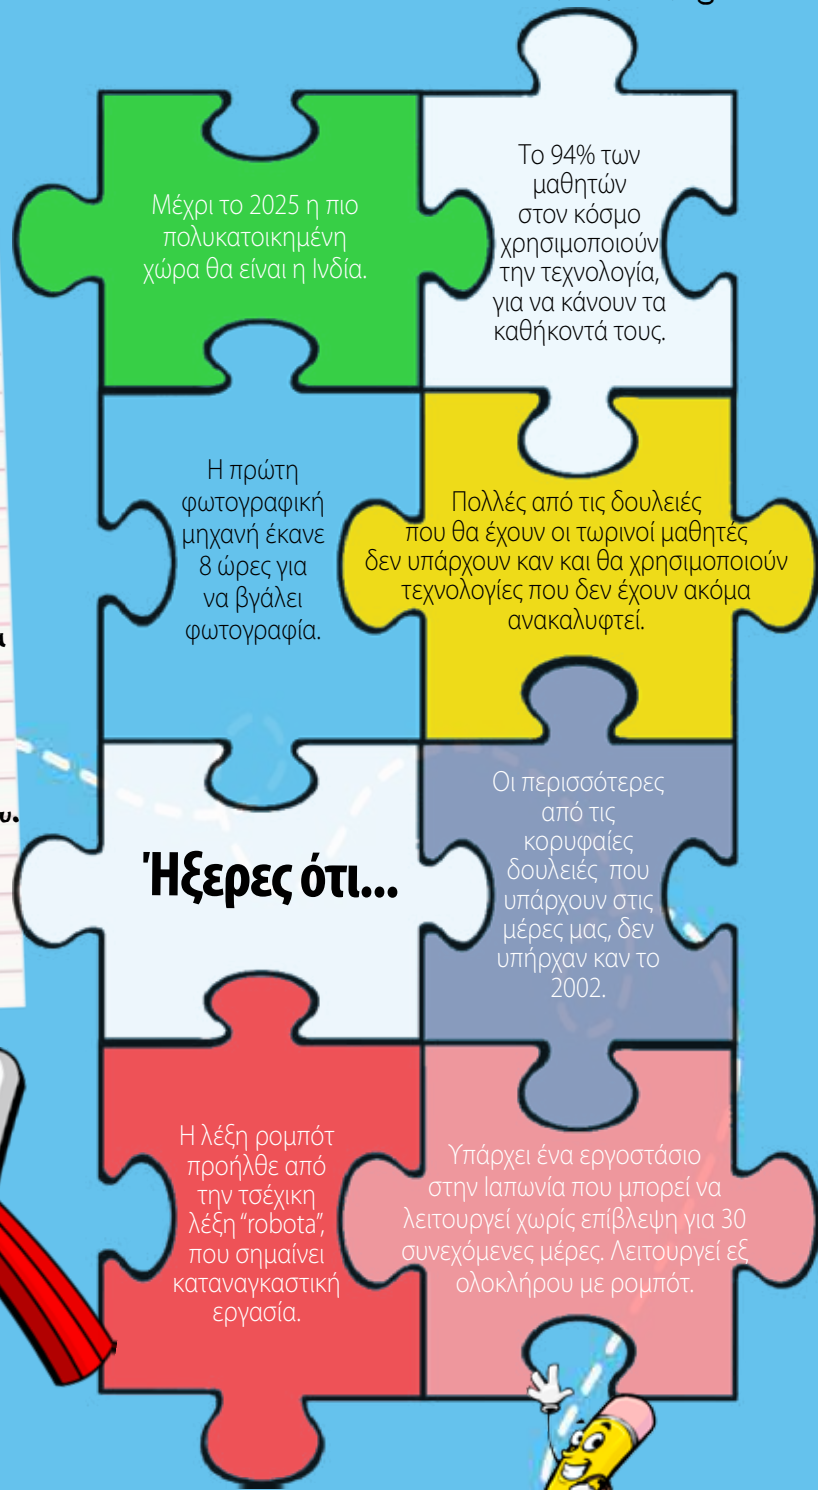 Μέχρι το 2025 η πιο
πολυκατοικημένη
χώρα θα είναι η Ινδία.
Το 94% των
μαθητών
στον κόσμο
χρησιμοποιούν
την τεχνολογία,
για να κάνουν τα
καθήκοντά τους.
Η πρώτη
φωτογραφική
μηχανή έκανε
8 ώρες για
να βγάλει
φωτογραφία.
Πολλές από τις δουλειές
που θα έχουν οι τωρινοί μαθητές
δεν υπάρχουν καν και θα χρησιμοποιούν
τεχνολογίες που δεν έχουν ακόμα
ανακαλυφτεί.
Ήξερες ότι...
Οι περισσότερες
από τις
κορυφαίες
δουλειές που
υπάρχουν στις
μέρες μας, δεν
υπήρχαν καν το
2002.
Η λέξη ρομπότ
προήλθε από
την τσέχικη
λέξη “robota”,
που σημαίνει
καταναγκαστική
εργασία.
Υπάρχει ένα εργοστάσιο
στην Ιαπωνία που μπορεί να
λειτουργεί χωρίς επίβλεψη για 30
συνεχόμενες μέρες. Λειτουργεί εξ
ολοκλήρου με ρομπότ.